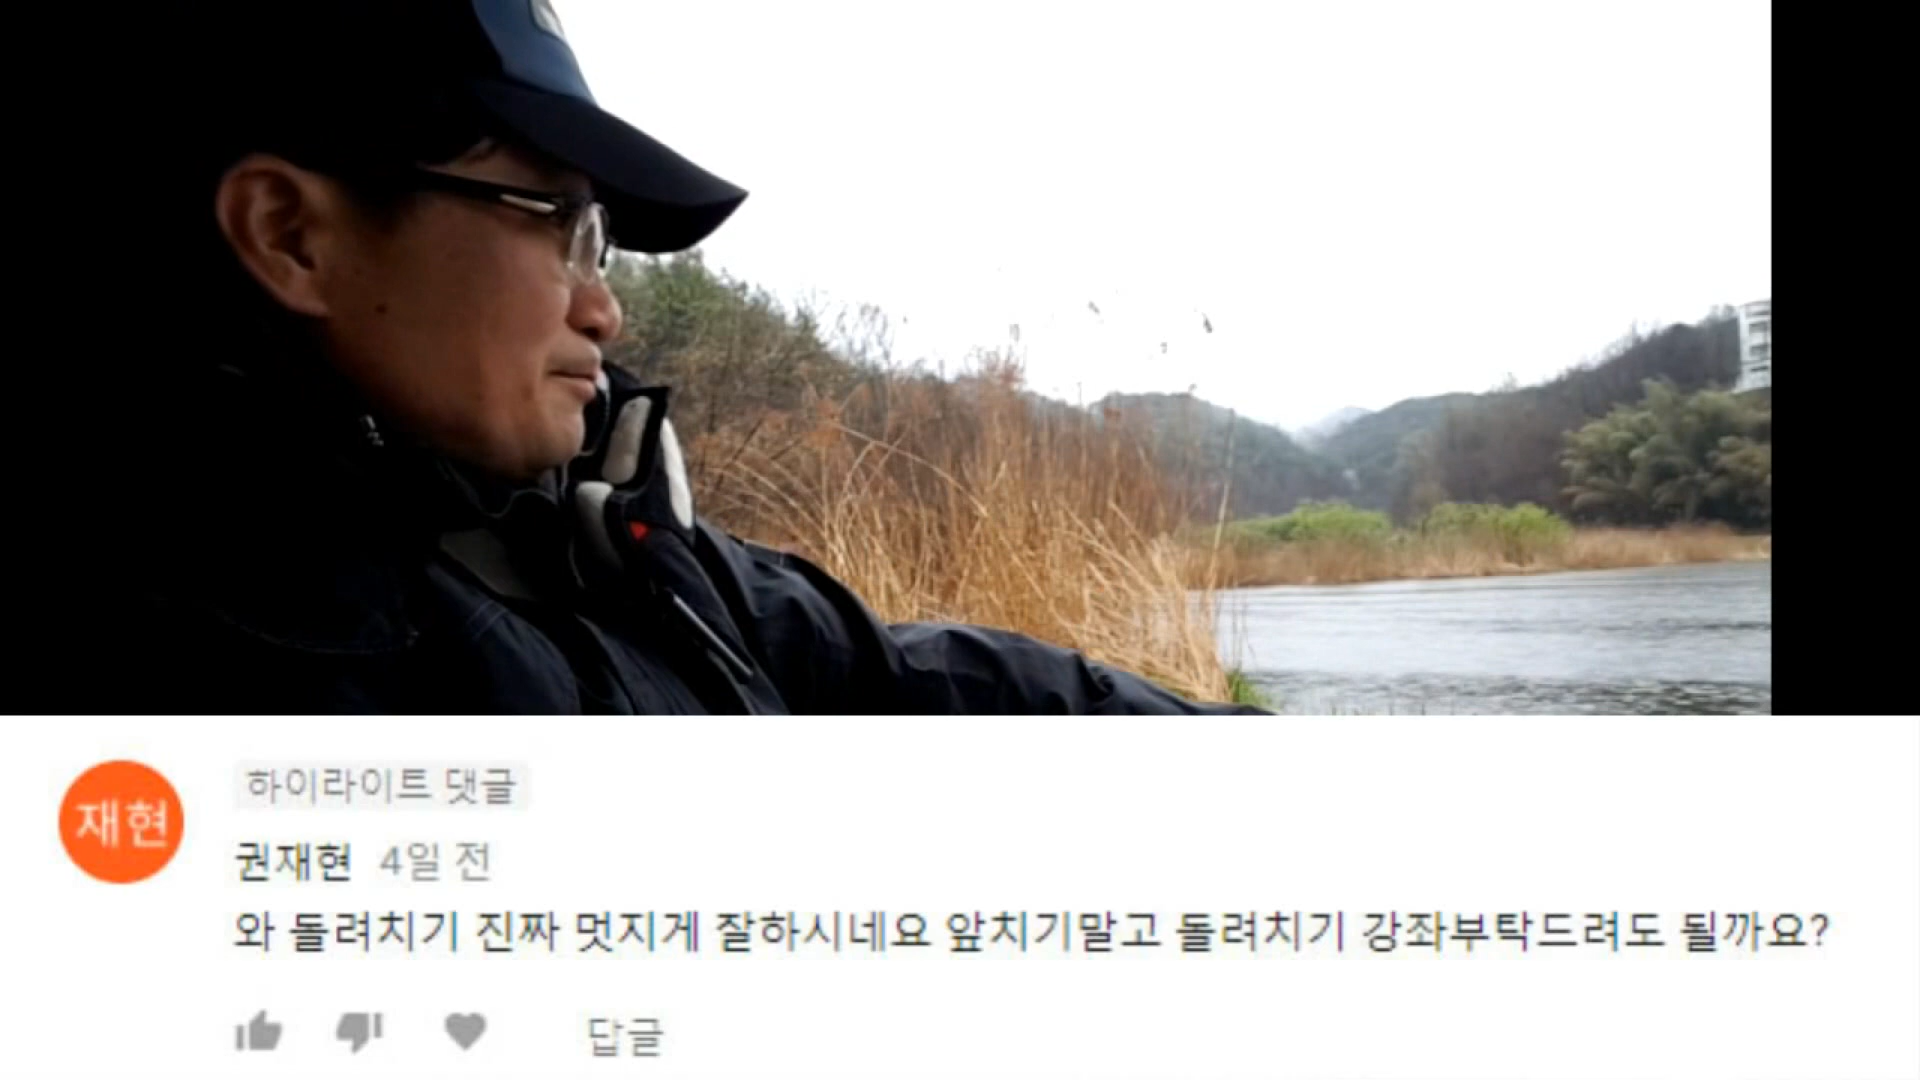 하이라이트 댓글
재현
권재현 4일 전
와 돌려치기 진짜 멋지게 잘하시네요 앞치기말고 돌려치기 강좌부탁드려도 될까요?
답글